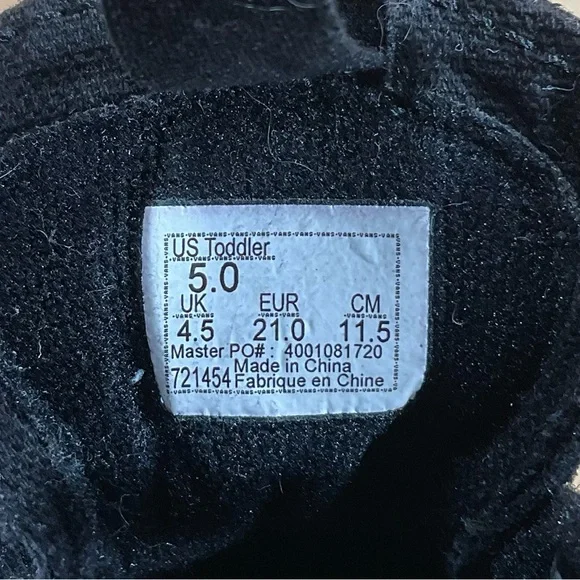 US Toddler
5.0
UK EUR CM
4.5 21.0 11.5
Master PO# : 4001081720
Made in China
721454 Fabrique en Chine